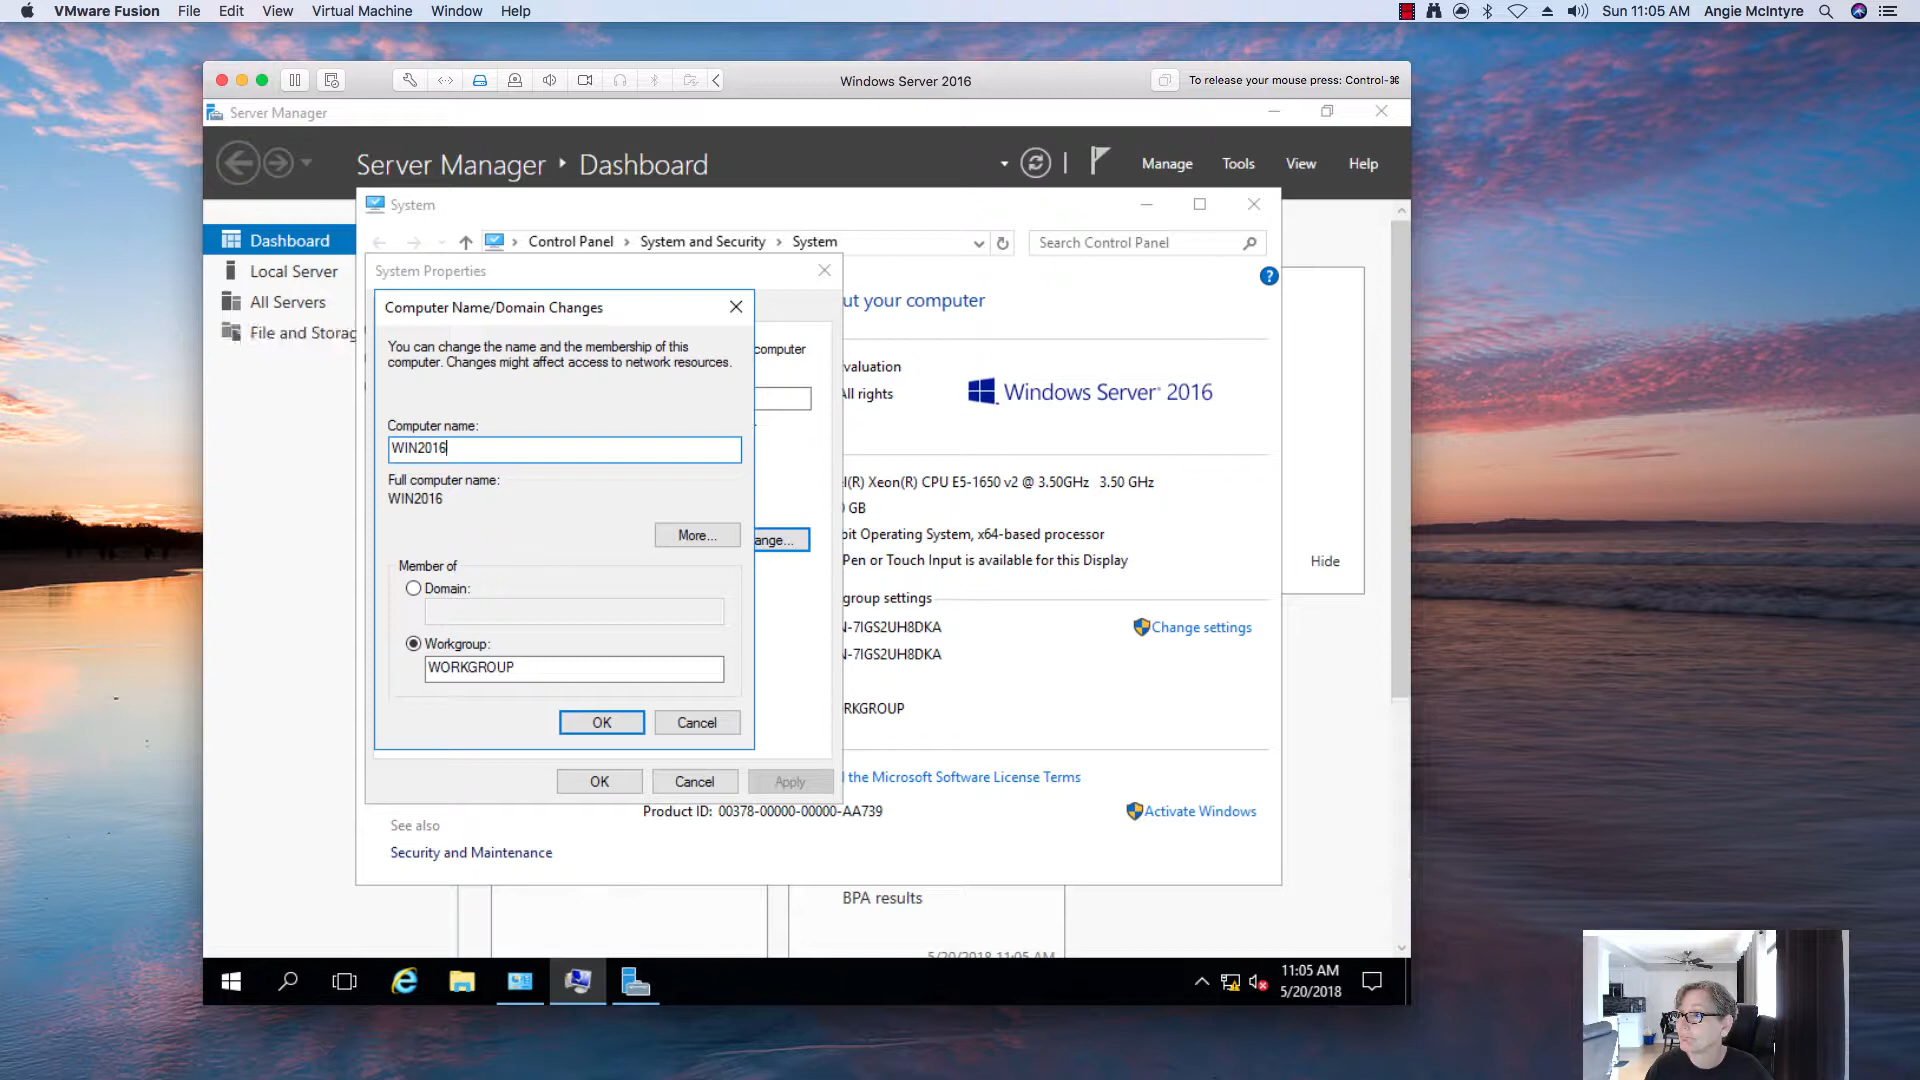 VMware Fusion File Edit View Virtual Machine Window Help Sun 11:05 AM Angie McIntyre
Windows Server 2016 To release your mouse press: Control-⌘
Server Manager
Server Manager ‣ Dashboard Manage Tools View Help
System
Dashboard
Local Server
All Servers
File and Storag
Control Panel › System and Security › System Search Control Panel
System Properties
ut your computer
Computer Name/Domain Changes
You can change the name and the membership of this
computer. Changes might affect access to network resources.
computer
valuation
All rights
Windows Server 2016
Computer name:
WIN2016
Full computer name:
WIN2016
More...
ange...
l(R) Xeon(R) CPU E5-1650 v2 @ 3.50GHz 3.50 GHz
GB
bit Operating System, x64-based processor
Pen or Touch Input is available for this Display
Hide
Member of
Domain:
Workgroup:
WORKGROUP
group settings
N-7IGS2UH8DKA
Change settings
N-7IGS2UH8DKA
RKGROUP
OK Cancel
OK Cancel Apply
the Microsoft Software License Terms
Product ID: 00378-00000-00000-AA739
Activate Windows
See also
Security and Maintenance
BPA results
5/20/2018 11:05 AM
11:05 AM
5/20/2018